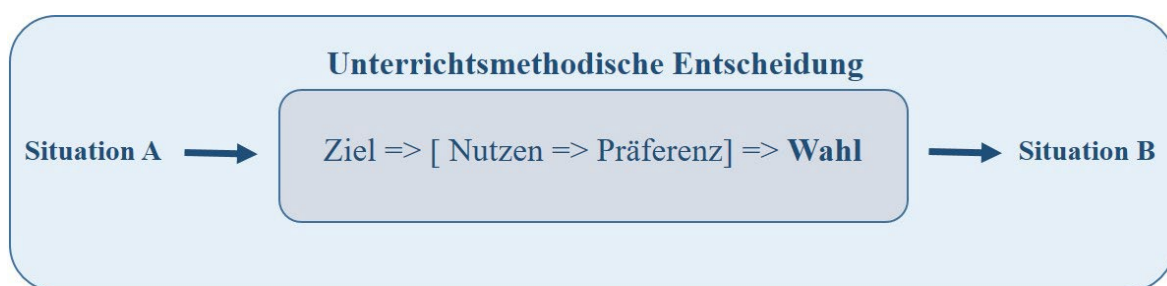 Unterrichtsmethodische Entscheidung
Situation A
Ziel => [ Nutzen => Präferenz] => Wahl
Situation B